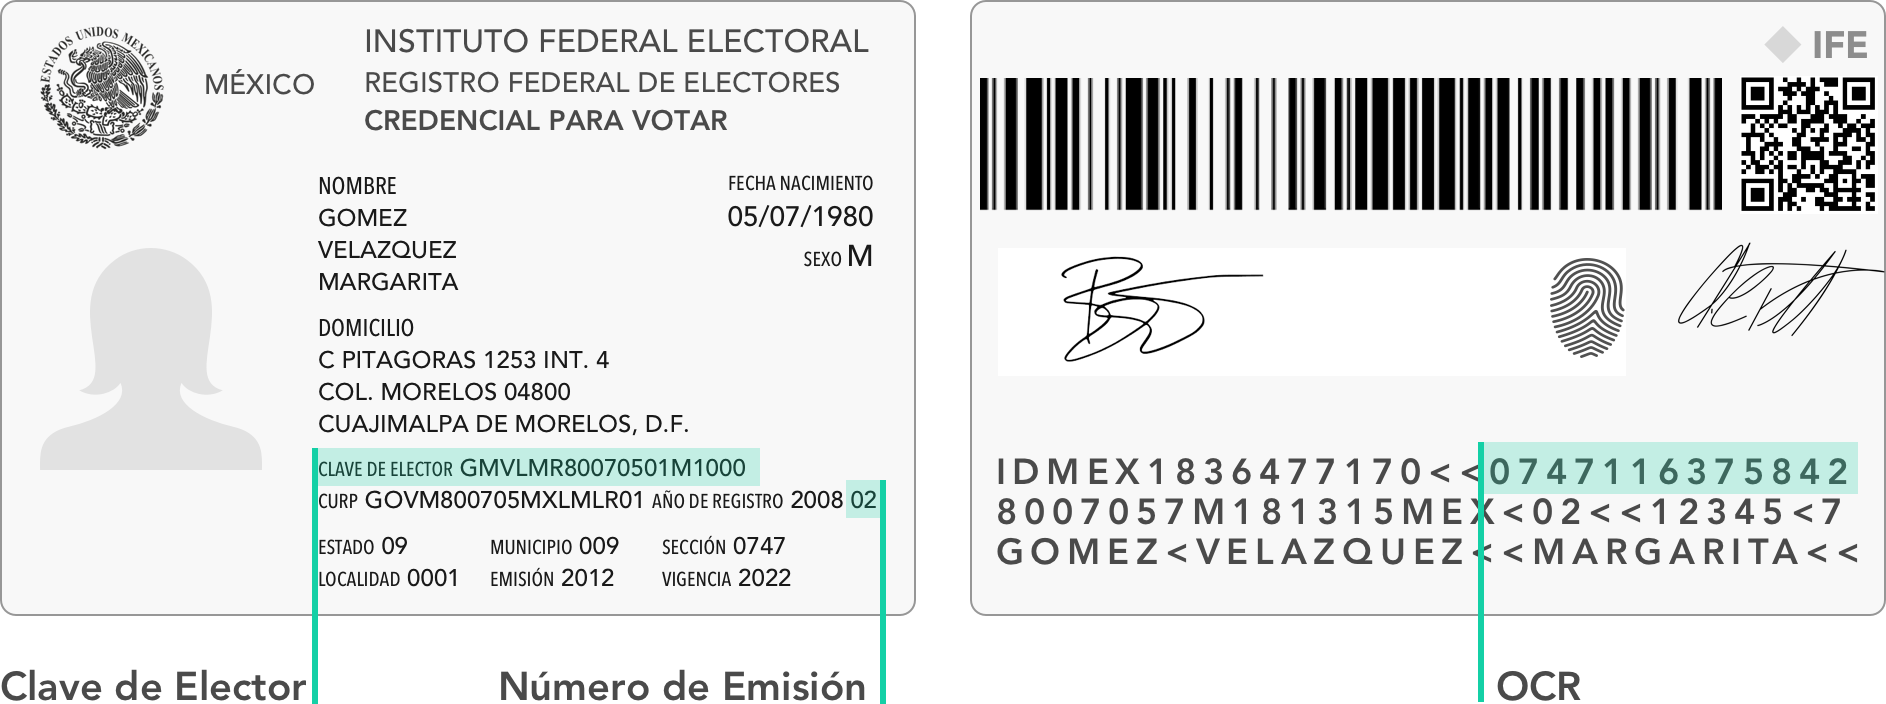 ESTADOS UNIDOS MEXICANOS
MÉXICO
INSTITUTO FEDERAL ELECTORAL
REGISTRO FEDERAL DE ELECTORES
CREDENCIAL PARA VOTAR
NOMBRE
GOMEZ
VELAZQUEZ
MARGARITA
FECHA NACIMIENTO
05/07/1980
SEXO M
DOMICILIO
C PITAGORAS 1253 INT. 4
COL. MORELOS 04800
CUAJIMALPA DE MORELOS, D.F.
CLAVE DE ELECTOR GMVLMR80070501M1000
CURP GOVM800705MXLMLR01 AÑO DE REGISTRO 2008 02
ESTADO 09 MUNICIPIO 009 SECCIÓN 0747
LOCALIDAD 0001 EMISIÓN 2012 VIGENCIA 2022
Clave de Elector
Número de Emisión
IFE
IDMEX1836477170<<0747116375842
8007057M181315MEX<02<<12345<7
GOMEZ<VELAZQUEZ<<MARGARITA<<
OCR